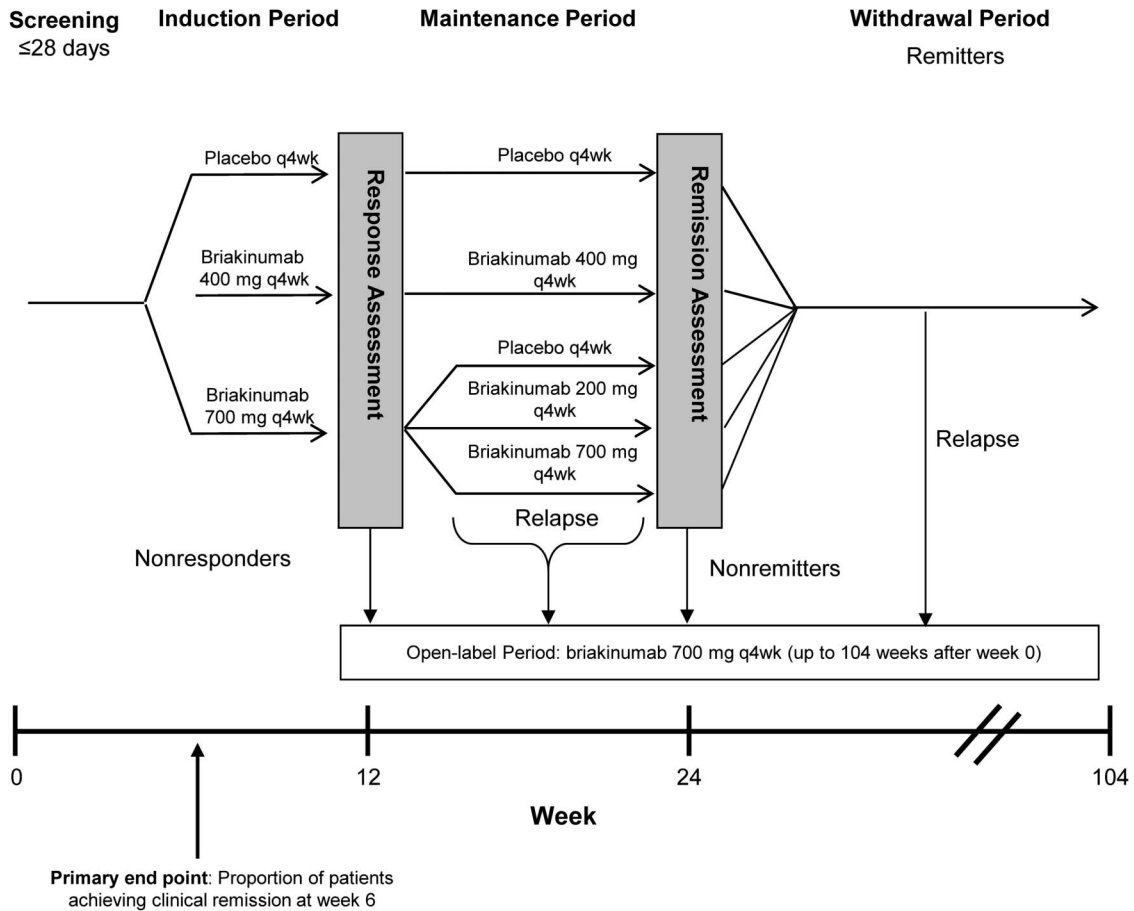 Screening
≤28 days
Induction Period
Maintenance Period
Withdrawal Period
Remitters
Placebo q4wk
Briakinumab
400 mg q4wk
Briakinumab
700 mg q4wk
Response Assessment
Placebo q4wk
Briakinumab 400 mg
q4wk
Placebo q4wk
Briakinumab 200 mg
q4wk
Briakinumab 700 mg
q4wk
Relapse
Remission Assessment
Relapse
Nonresponders
Nonremitters
Open-label Period: briakinumab 700 mg q4wk (up to 104 weeks after week 0)
0
12
24
104
Week
Primary end point: Proportion of patients
achieving clinical remission at week 6